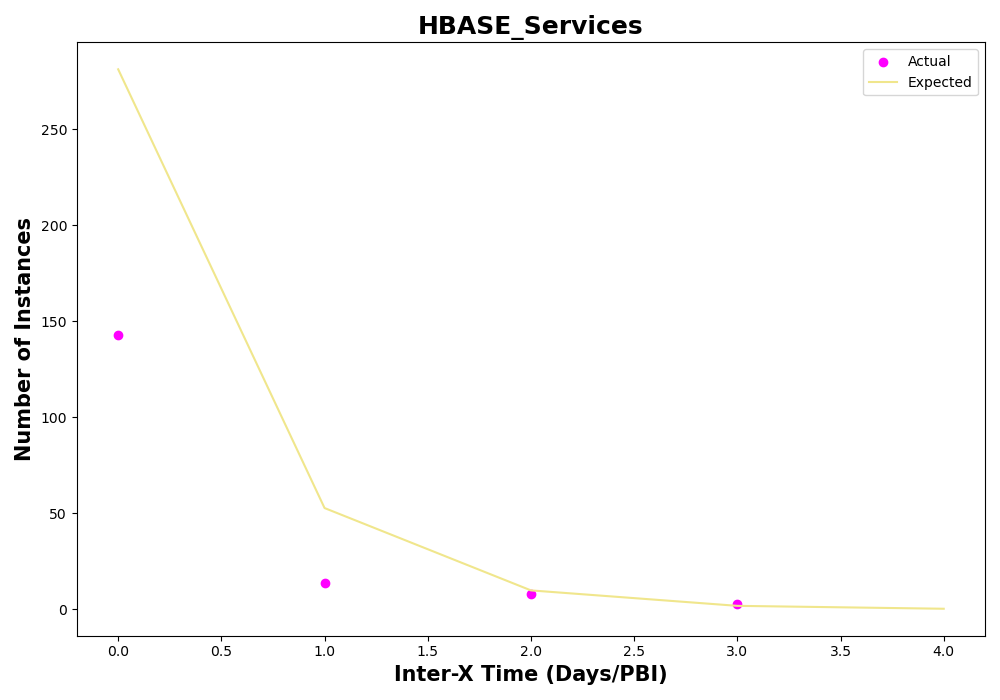 HBASE_Services
Actual
Expected
Number of Instances
250
200
150
100
50
0
0.0 0.5 1.0 1.5 2.0 2.5 3.0 3.5 4.0
Inter-X Time (Days/PBI)